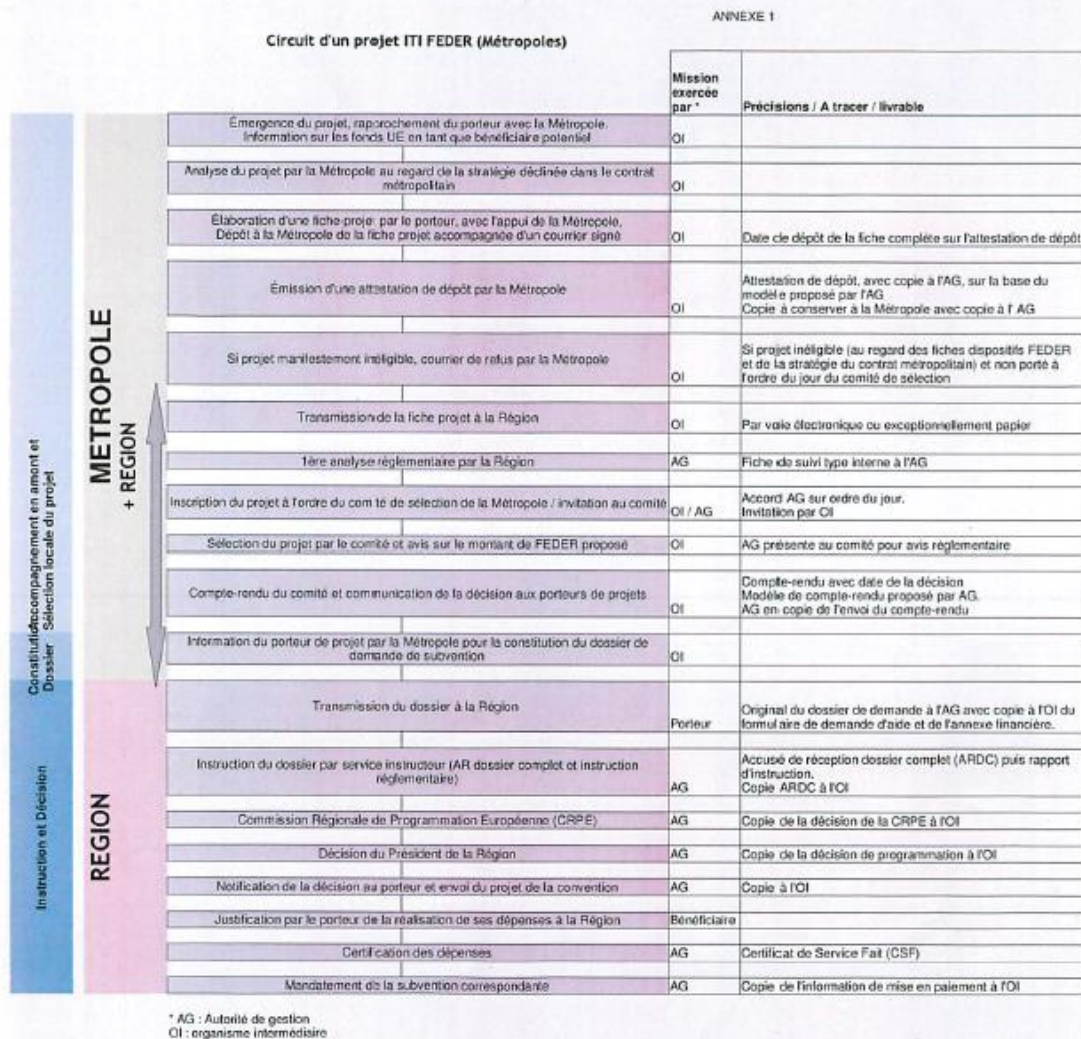 ANNEXE 1
Circuit d'un projet ITI FEDER (Métropoles)
Mission
exercée
par *
Précisions / A tracer / livrable
Émergence du projet, rapprochement du porteur avec la Métropole.
Information sur les fonds UE en tant que bénéficiaire potentiel
OI
Analyse du projet par la Métropole au regard de la stratégie déclinée dans le contrat
métropolitain
OI
Élaboration d'une fiche-projet par le porteur, avec l'appui de la Métropole.
Dépôt à la Métropole de la fiche projet accompagnée d'un courrier signé
OI
Date de dépôt de la fiche complète sur l'attestation de dépôt
Émission d'une attestation de dépôt par la Métropole
OI
Attestation de dépôt, avec copie à l'AG, sur la base du
modèle proposé par l'AG
Copie à conserver à la Métropole avec copie à l' AG
Si projet manifestement inéligible, courrier de refus par la Métropole
OI
Si projet inéligible (au regard des fiches dispositifs FEDER
et de la stratégie du contrat métropolitain) et non porté à
l'ordre du jour du comité de sélection
Transmission de la fiche projet à la Région
OI
Par voie électronique ou exceptionnellement papier
1ère analyse règlementaire par la Région
AG
Fiche de suivi type interne à l'AG
Inscription du projet à l'ordre du com té de sélection de la Métropole / invitation au comité
OI / AG
Accord AG sur ordre du jour.
Invitation par OI
Sélection du projet par le comité et avis sur le montant de FEDER proposé
OI
AG présente au comité pour avis règlementaire
Compte-rendu du comité et communication de la décision aux porteurs de projets
OI
Compte-rendu avec date de la décision
Modèle de compte-rendu proposé par AG.
AG en copie de l'envoi du compte-rendu
Information du porteur de projet par la Métropole pour la constitution du dossier de
demande de subvention
OI
Transmission du dossier à la Région
Porteur
Original du dossier de demande à l'AG avec copie à l'OI du
formulaire de demande d'aide et de l'annexe financière.
Instruction du dossier par service instructeur (AR dossier complet et instruction
réglementaire)
AG
Accusé de réception dossier complet (ARDC) puis rapport
d'instruction.
Copie ARDC à l'OI
Commission Régionale de Programmation Européenne (CRPE)
AG
Copie de la décision de la CRPE à l'OI
Décision du Président de la Région
AG
Copie de la décision de programmation à l'OI
Notification de la décision au porteur et envoi du projet de la convention
AG
Copie à l'OI
Justification par le porteur de la réalisation de ses dépenses à la Région
Bénéficiaire
Certification des dépenses
AG
Certificat de Service Fait (CSF)
Mandatement de la subvention correspondante
AG
Copie de l'information de mise en paiement à l'OI
Accompagnement en amont et
Sélection locale du projet
Constitution
Dossier
Instruction et Décision
METROPOLE
+ REGION
REGION
* AG : Autorité de gestion
OI : organisme intermédiaire